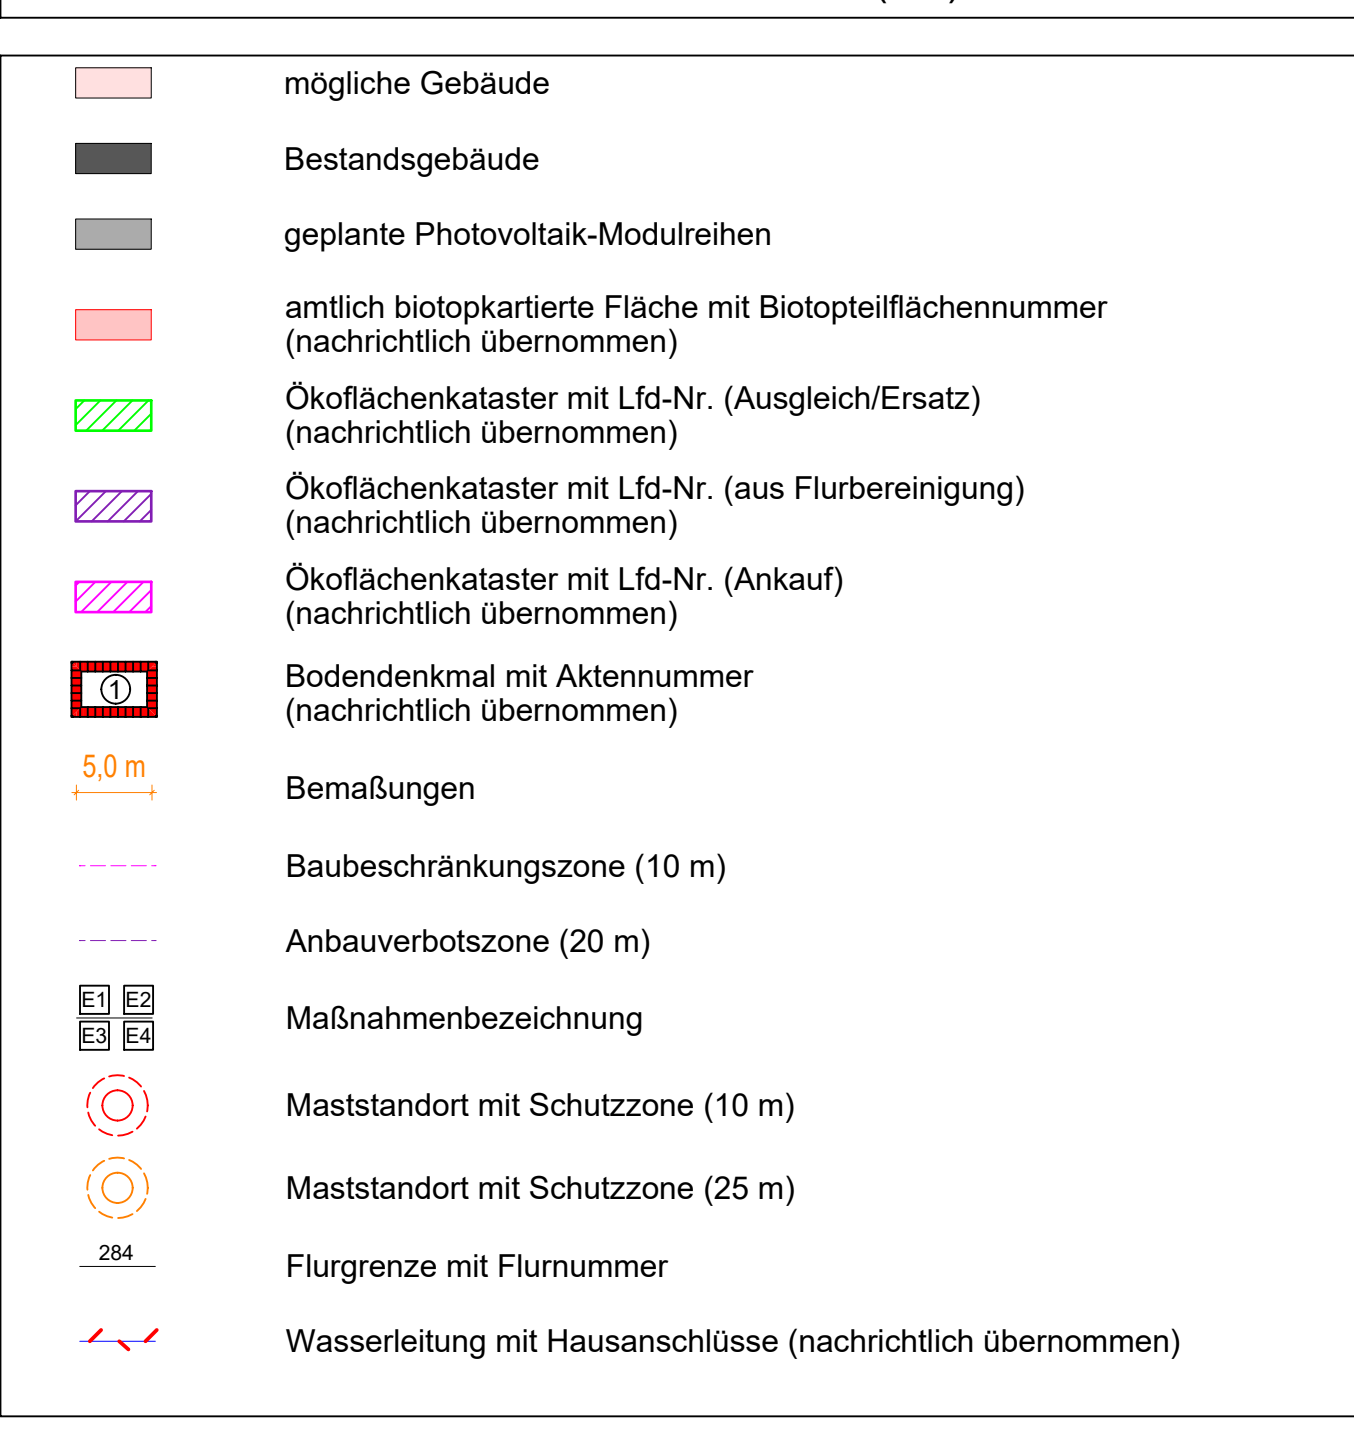 mögliche Gebäude
Bestandsgebäude
geplante Photovoltaik-Modulreihen
amtlich biotopkartierte Fläche mit Biotopteilflächennummer
(nachrichtlich übernommen)
Ökoflächenkataster mit Lfd-Nr. (Ausgleich/Ersatz)
(nachrichtlich übernommen)
Ökoflächenkataster mit Lfd-Nr. (aus Flurbereinigung)
(nachrichtlich übernommen)
Ökoflächenkataster mit Lfd-Nr. (Ankauf)
(nachrichtlich übernommen)
1
Bodendenkmal mit Aktennummer
(nachrichtlich übernommen)
5,0 m
Bemaßungen
Baubeschränkungszone (10 m)
Anbauverbotszone (20 m)
E1 E2
E3 E4
Maßnahmenbezeichnung
Maststandort mit Schutzzone (10 m)
Maststandort mit Schutzzone (25 m)
284
Flurgrenze mit Flurnummer
Wasserleitung mit Hausanschlüsse (nachrichtlich übernommen)